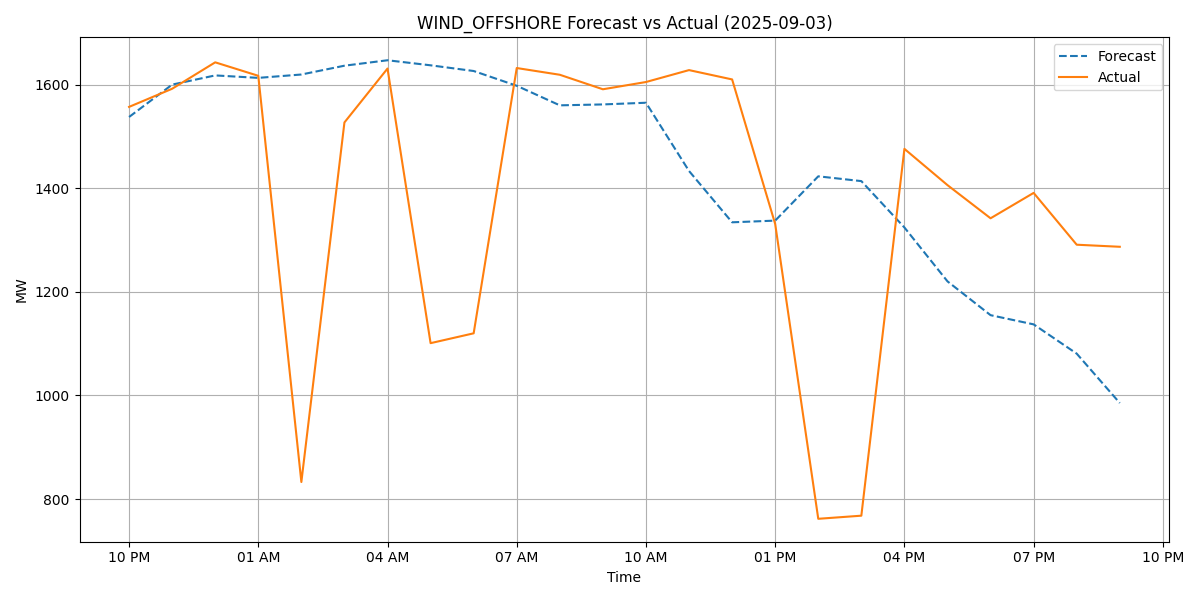 WIND_OFFSHORE Forecast vs Actual (2025-09-03)
Forecast
Actual
1600
1400
1200
1000
800
MW
10 PM 01 AM 04 AM 07 AM 10 AM 01 PM 04 PM 07 PM 10 PM
Time